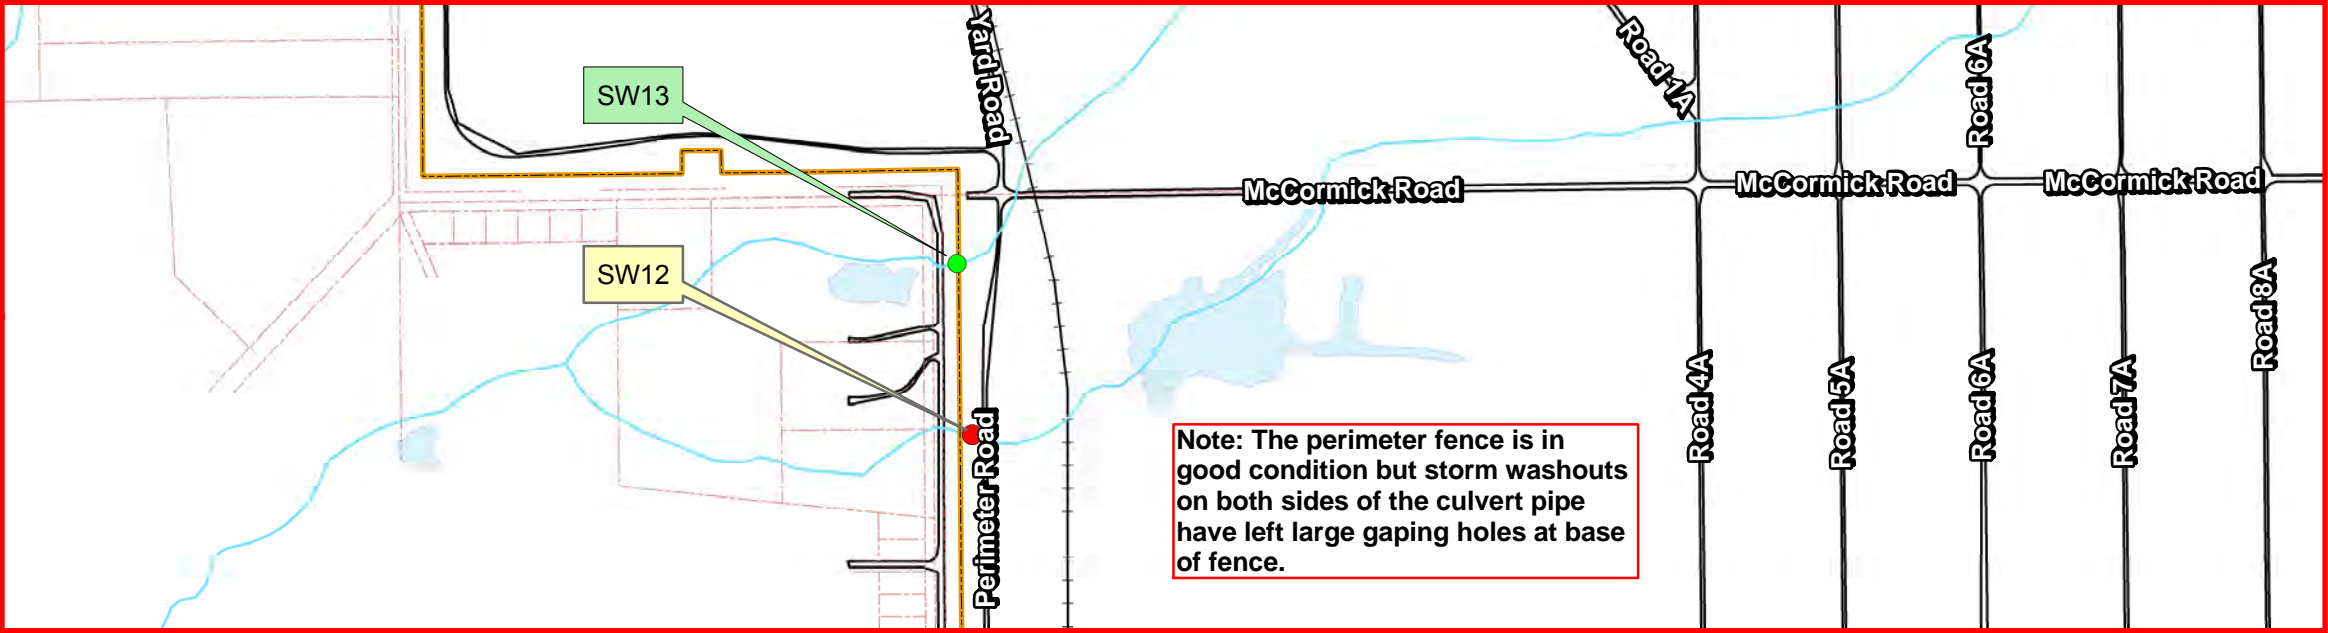 Yard Road
Road 1A
Road 6A
SW13
McCormick Road
McCormick Road
McCormick Road
SW12
Road 8A
Road 4A
Road 5A
Road 6A
Road 7A
Perimeter Road
Note: The perimeter fence is in
good condition but storm washouts
on both sides of the culvert pipe
have left large gaping holes at base
of fence.